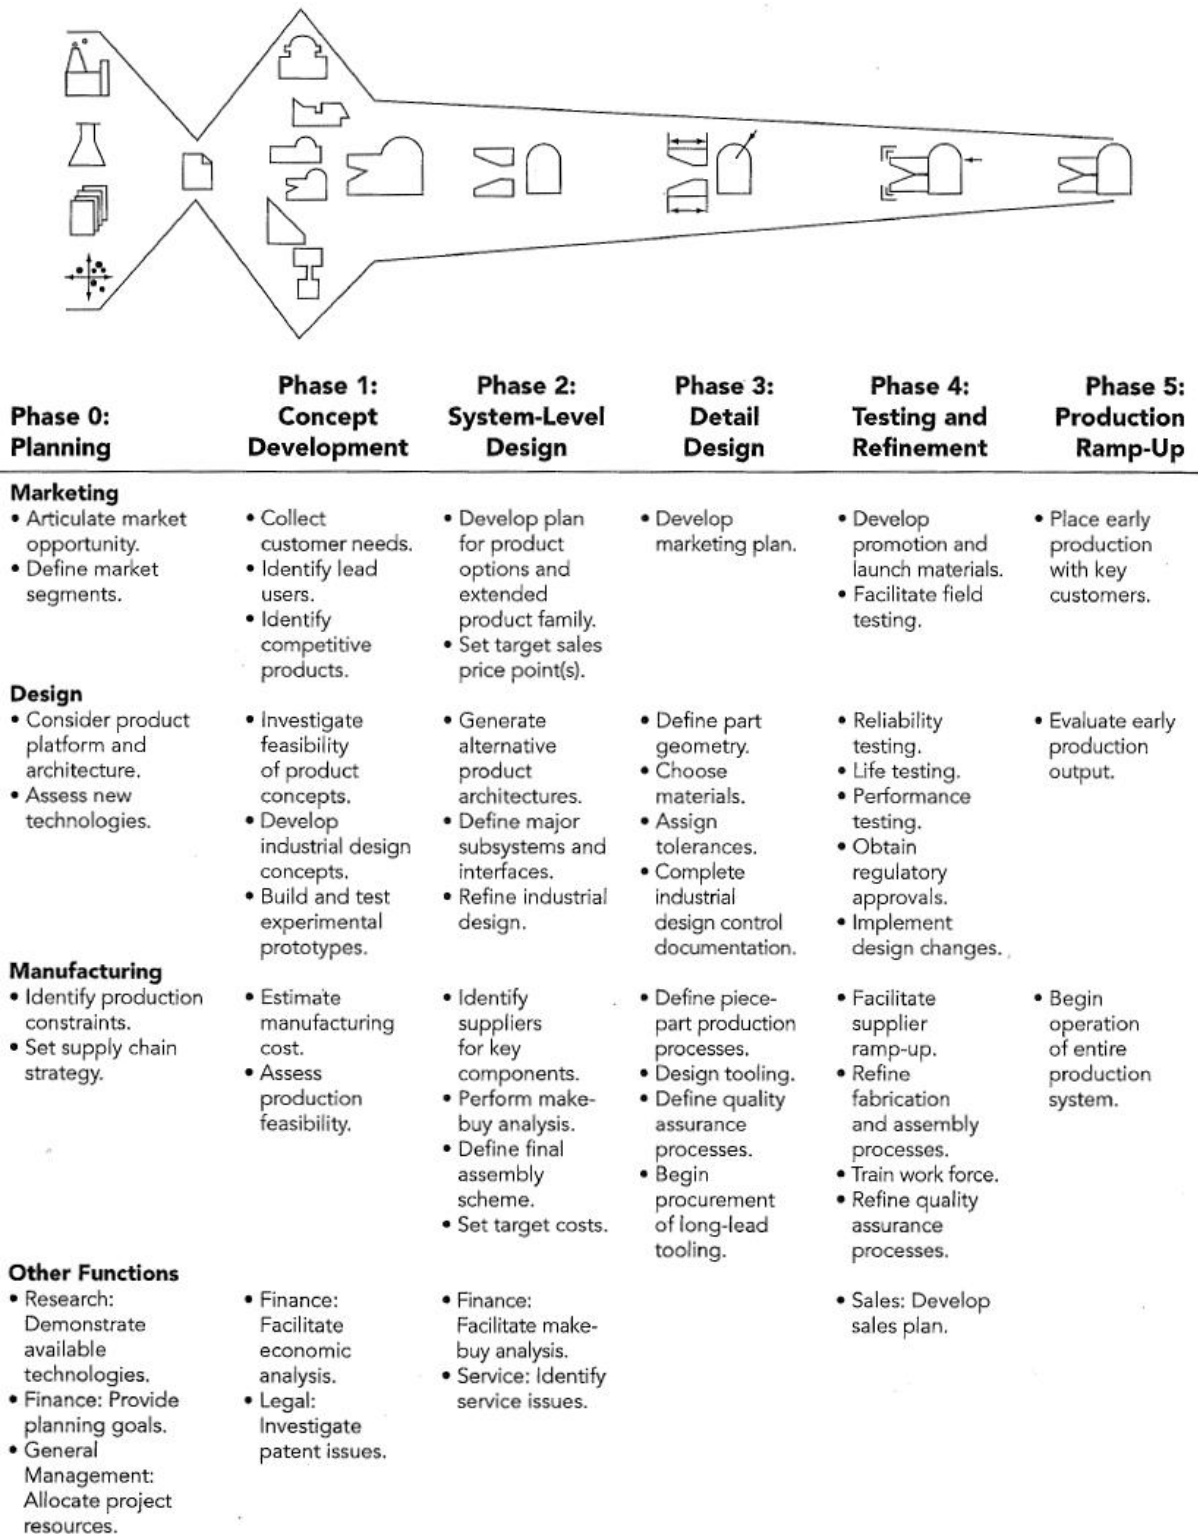 Phase 0:
Planning
Phase 1:
Concept
Development
Phase 2:
System-Level
Design
Phase 3:
Detail
Design
Phase 4:
Testing and
Refinement
Phase 5:
Production
Ramp-Up
Marketing
• Articulate market
opportunity.
• Define market
segments.
• Collect
customer needs.
• Identify lead
users.
• Identify
competitive
products.
• Develop plan
for product
options and
extended
product family.
• Set target sales
price point(s).
• Develop
marketing plan.
• Develop
promotion and
launch materials.
• Facilitate field
testing.
• Place early
production
with key
customers.
Design
• Consider product
platform and
architecture.
• Assess new
technologies.
• Investigate
feasibility
of product
concepts.
• Develop
industrial design
concepts.
• Build and test
experimental
prototypes.
• Generate
alternative
product
architectures.
• Define major
subsystems and
interfaces.
• Refine industrial
design.
• Define part
geometry.
• Choose
materials.
• Assign
tolerances.
• Complete
industrial
design control
documentation.
• Reliability
testing.
• Life testing.
• Performance
testing.
• Obtain
regulatory
approvals.
• Implement
design changes.
• Evaluate early
production
output.
Manufacturing
• Identify production
constraints.
• Set supply chain
strategy.
• Estimate
manufacturing
cost.
• Assess
production
feasibility.
• Identify
suppliers
for key
components.
• Perform make-
buy analysis.
• Define final
assembly
scheme.
• Set target costs.
• Define piece-
part production
processes.
• Design tooling.
• Define quality
assurance
processes.
• Begin
procurement
of long-lead
tooling.
• Facilitate
supplier
ramp-up.
• Refine
fabrication
and assembly
processes.
• Train work force.
• Refine quality
assurance
processes.
• Begin
operation
of entire
production
system.
Other Functions
• Research:
Demonstrate
available
technologies.
• Finance: Provide
planning goals.
• General
Management:
Allocate project
resources.
• Finance:
Facilitate
economic
analysis.
• Legal:
Investigate
patent issues.
• Finance:
Facilitate make-
buy analysis.
• Service: Identify
service issues.
• Sales: Develop
sales plan.